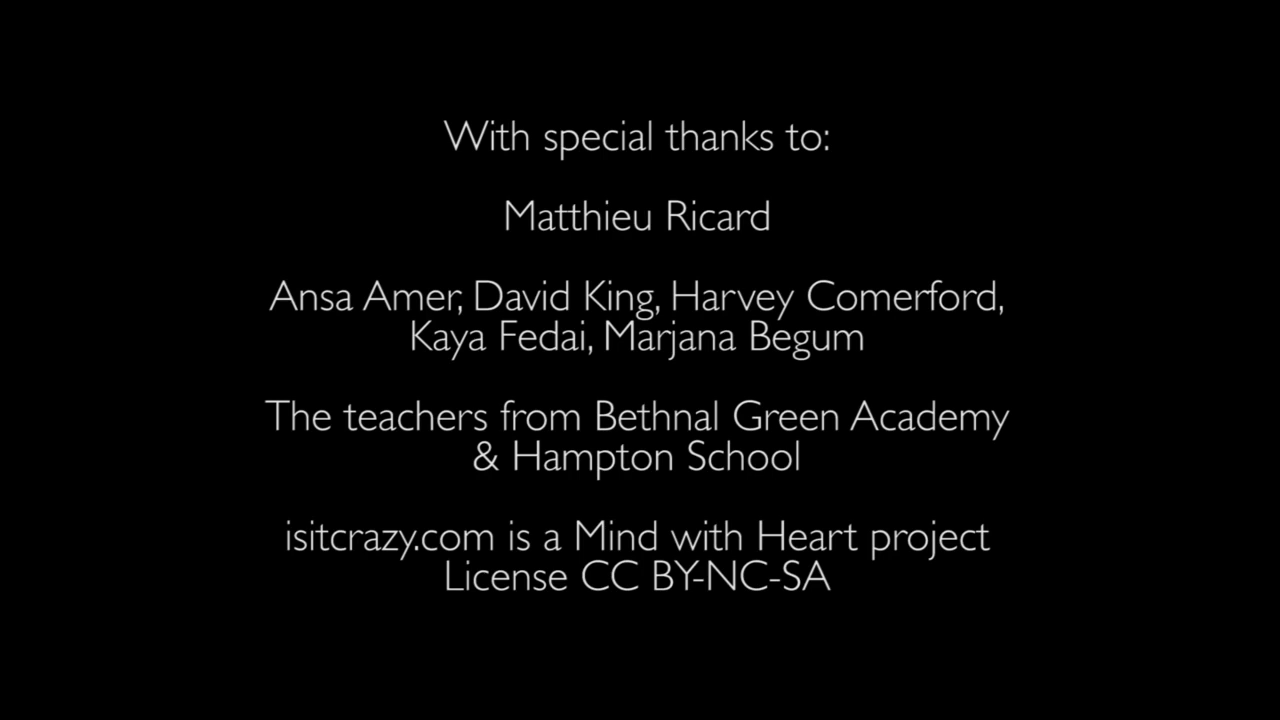 With special thanks to:
Matthieu Ricard
Ansa Amer, David King, Harvey Comerford,
Kaya Fedai, Marjana Begum
The teachers from Bethnal Green Academy
& Hampton School
isitcrazy.com is a Mind with Heart project
License CC BY-NC-SA